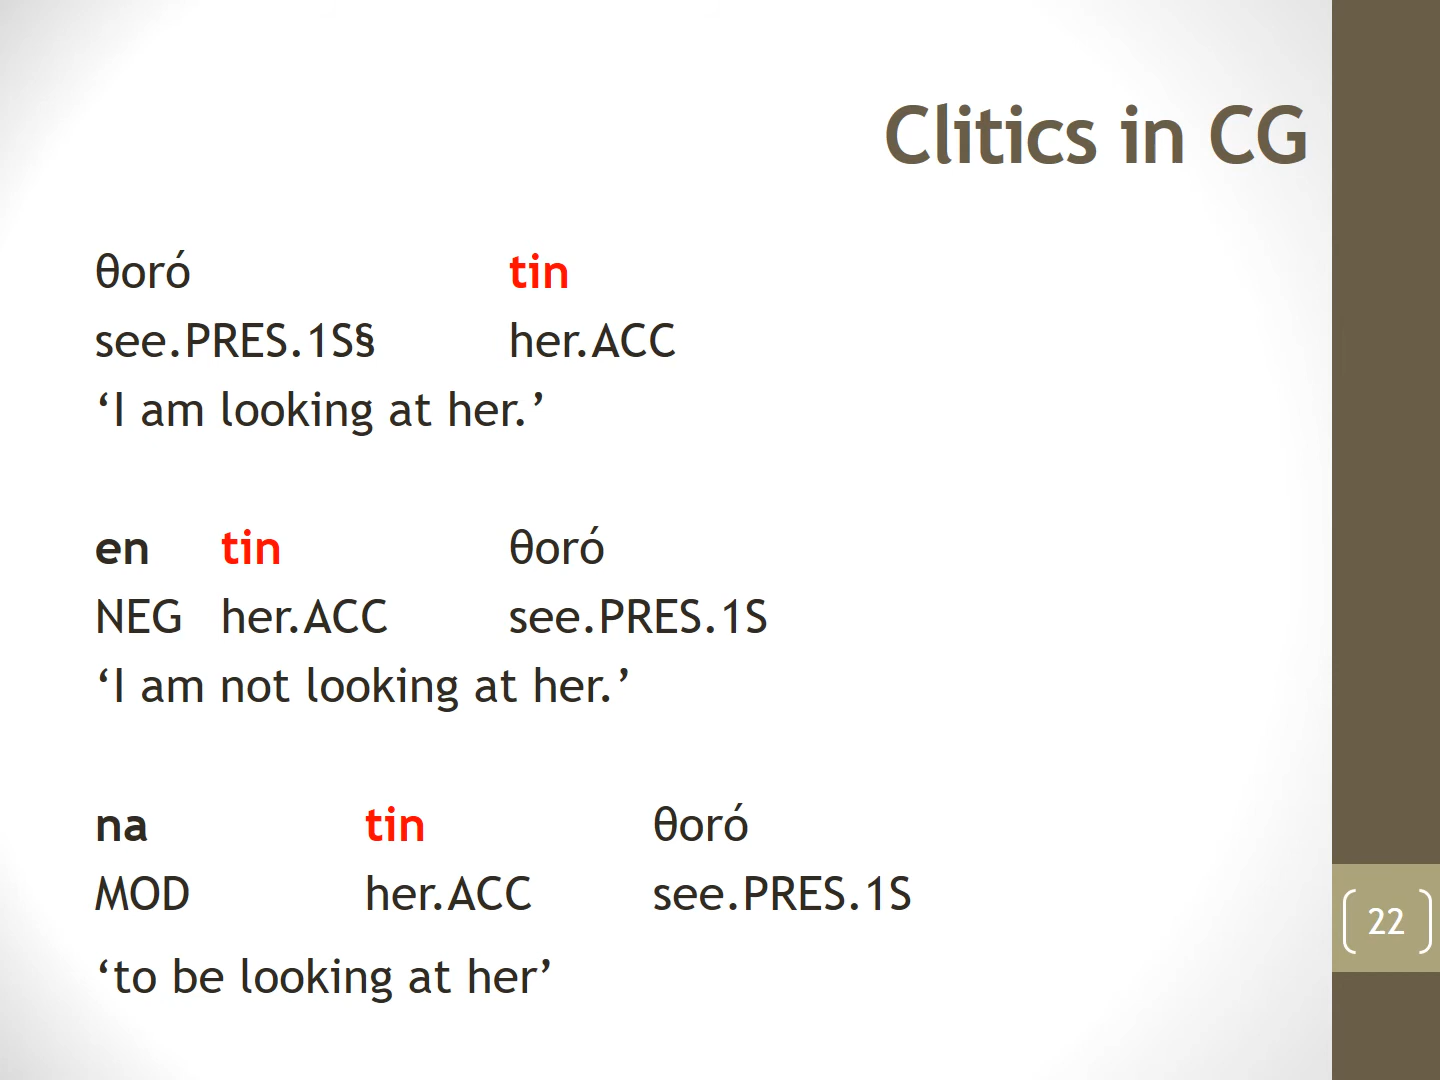 Clitics in CG
θoró tin
see.PRES.1S§ her.ACC
‘I am looking at her.’
en tin θoró
NEG her.ACC see.PRES.1S
‘I am not looking at her.’
na tin θoró
MOD her.ACC see.PRES.1S
‘to be looking at her’
22